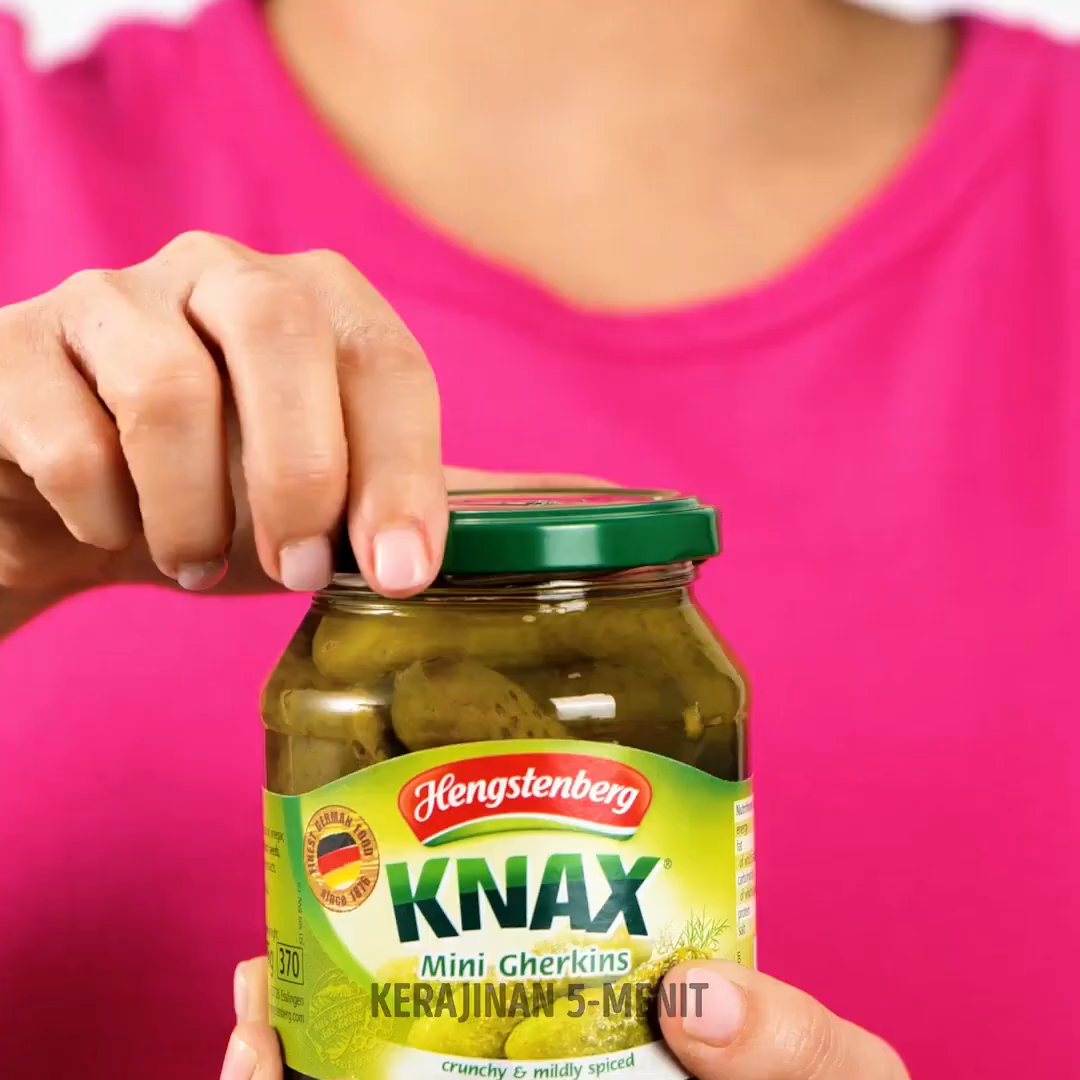 Hengstenberg
FINEST GERMAN FOOD
SINCE 1876
KNAX®
Mini Gherkins
370
KERAJINAN 5-MENIT
crunchy & mildly spiced